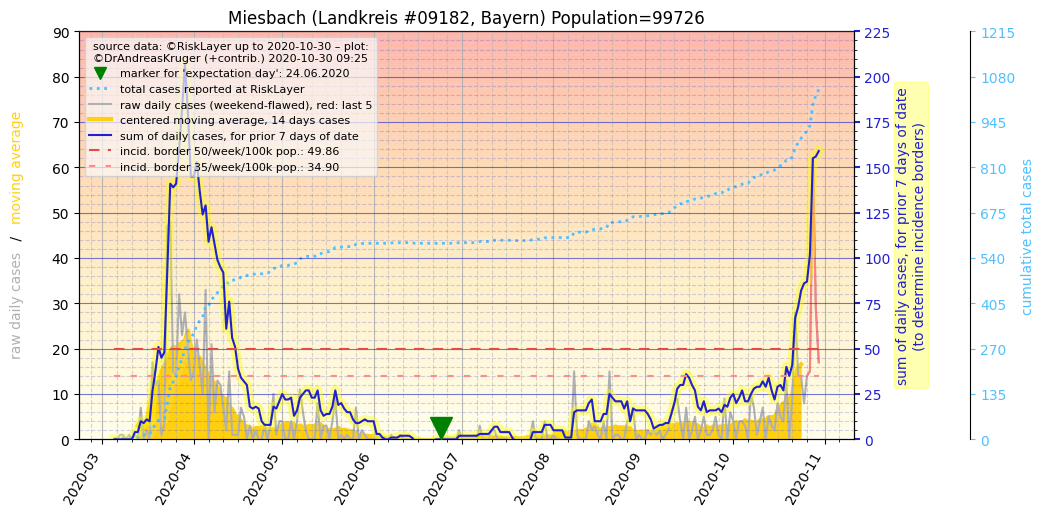 Miesbach (Landkreis #09182, Bayern) Population=99726
source data: ©RiskLayer up to 2020-10-30 – plot:
©DrAndreasKruger (+contrib.) 2020-10-30 09:25
marker for 'expectation day': 24.06.2020
total cases reported at RiskLayer
raw daily cases (weekend-flawed), red: last 5
centered moving average, 14 days cases
sum of daily cases, for prior 7 days of date
incid. border 50/week/100k pop.: 49.86
incid. border 35/week/100k pop.: 34.90
raw daily cases / moving average
90
80
70
60
50
40
30
20
10
0
225
200
175
150
125
100
75
50
25
0
sum of daily cases, for prior 7 days of date
(to determine incidence borders)
1215
1080
945
810
675
540
405
270
135
0
cumulative total cases
2020-03
2020-04
2020-05
2020-06
2020-07
2020-08
2020-09
2020-10
2020-11